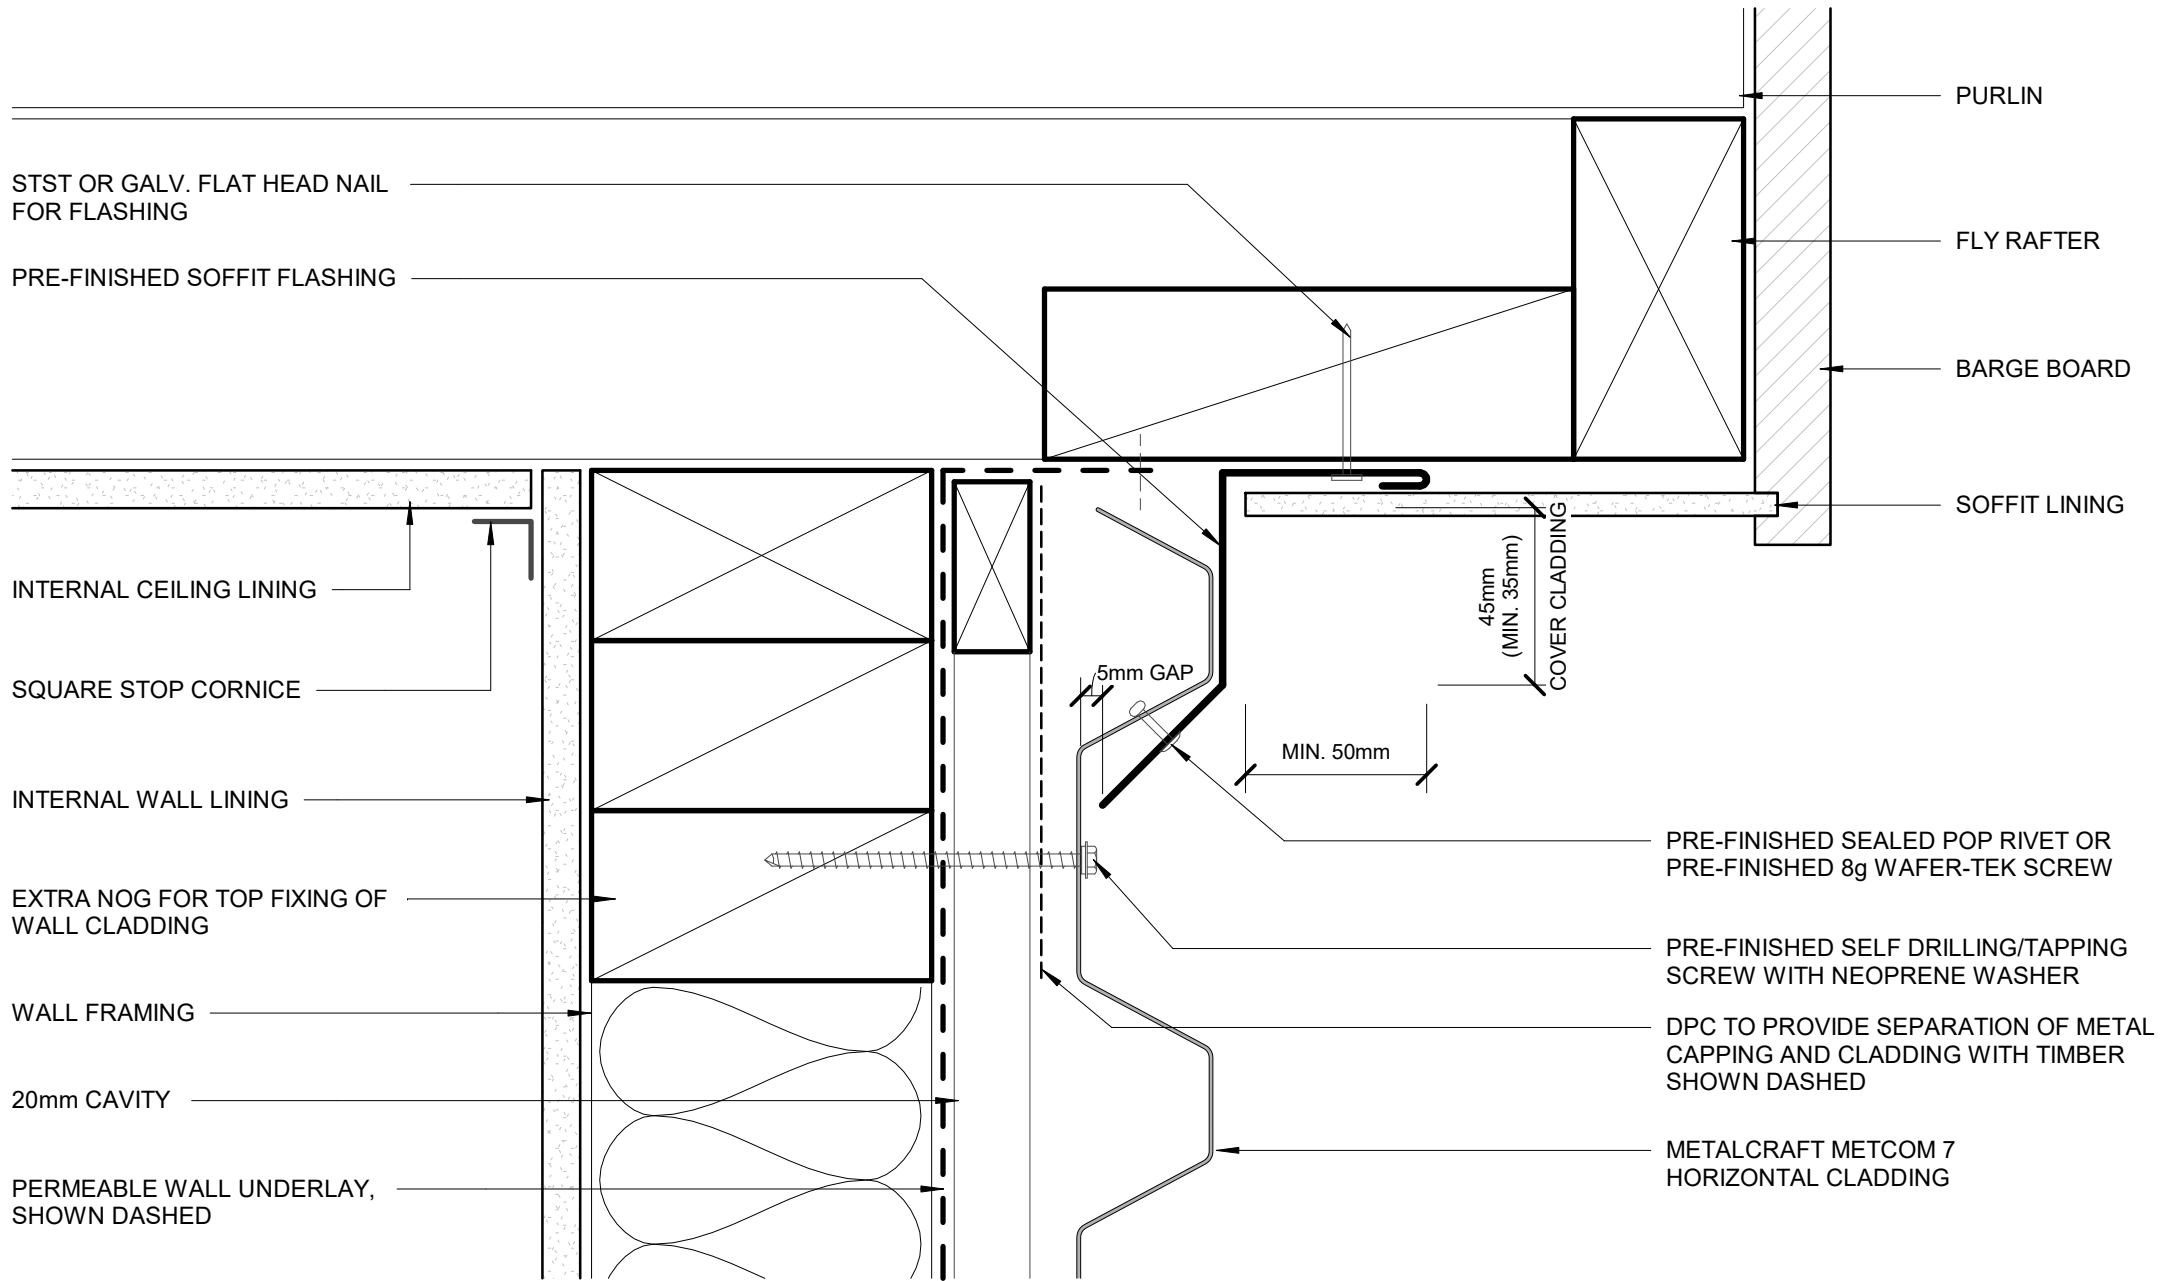 STST OR GALV. FLAT HEAD NAIL
FOR FLASHING
PRE-FINISHED SOFFIT FLASHING
INTERNAL CEILING LINING
SQUARE STOP CORNICE
INTERNAL WALL LINING
EXTRA NOG FOR TOP FIXING OF
WALL CLADDING
WALL FRAMING
20mm CAVITY
PERMEABLE WALL UNDERLAY,
SHOWN DASHED
5mm GAP
MIN. 50mm
45mm
(MIN. 35mm)
COVER CLADDING
PURLIN
FLY RAFTER
BARGE BOARD
SOFFIT LINING
PRE-FINISHED SEALED POP RIVET OR
PRE-FINISHED 8g WAFER-TEK SCREW
PRE-FINISHED SELF DRILLING/TAPPING
SCREW WITH NEOPRENE WASHER
DPC TO PROVIDE SEPARATION OF METAL
CAPPING AND CLADDING WITH TIMBER
SHOWN DASHED
METALCRAFT METCOM 7
HORIZONTAL CLADDING